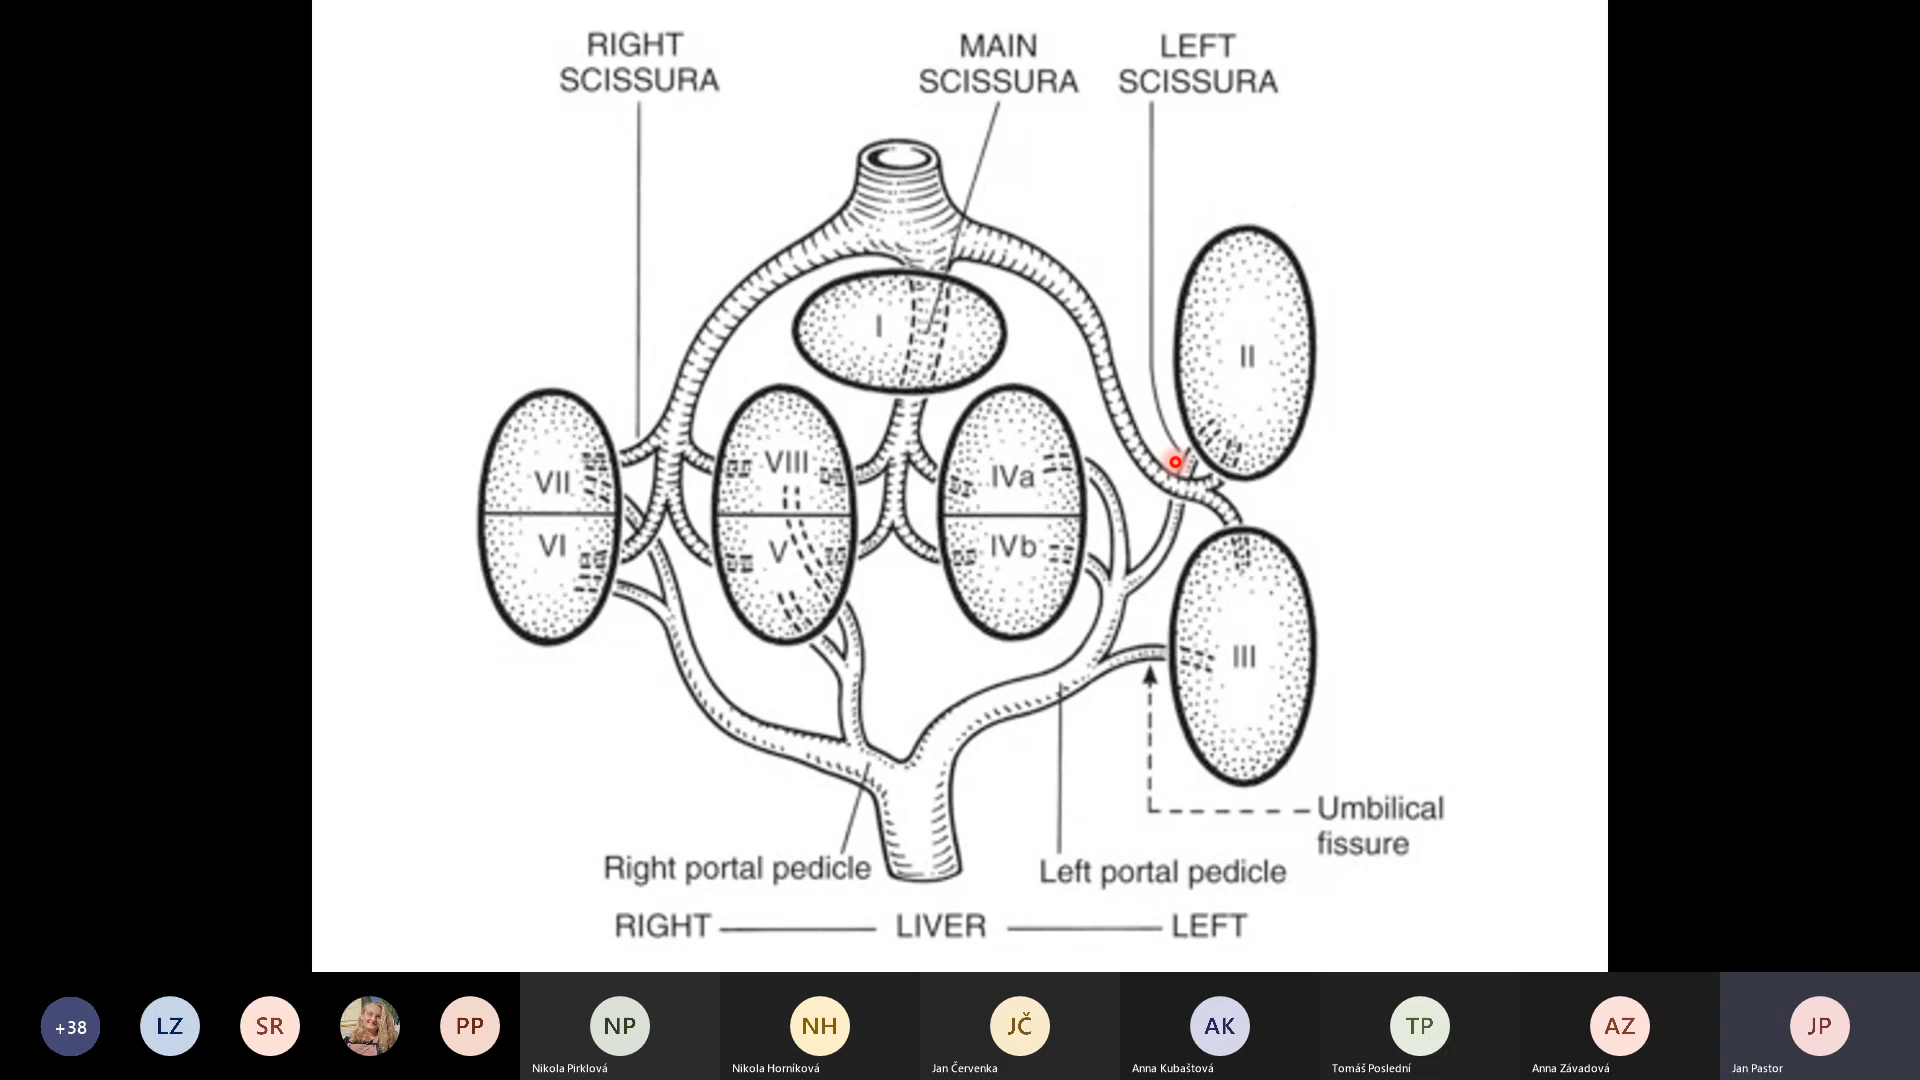 RIGHT
SCISSURA
MAIN
SCISSURA
LEFT
SCISSURA
I
II
VII
VIII
IVa
VI
V
IVb
III
Umbilical
fissure
Right portal pedicle
Left portal pedicle
RIGHT
LIVER
LEFT
+38
LZ
SR
PP
NP
NH
JČ
AK
TP
AZ
JP
Nikola Pirklová
Nikola Horníková
Jan Červenka
Anna Kubaštová
Tomáš Poslední
Anna Závadová
Jan Pastor